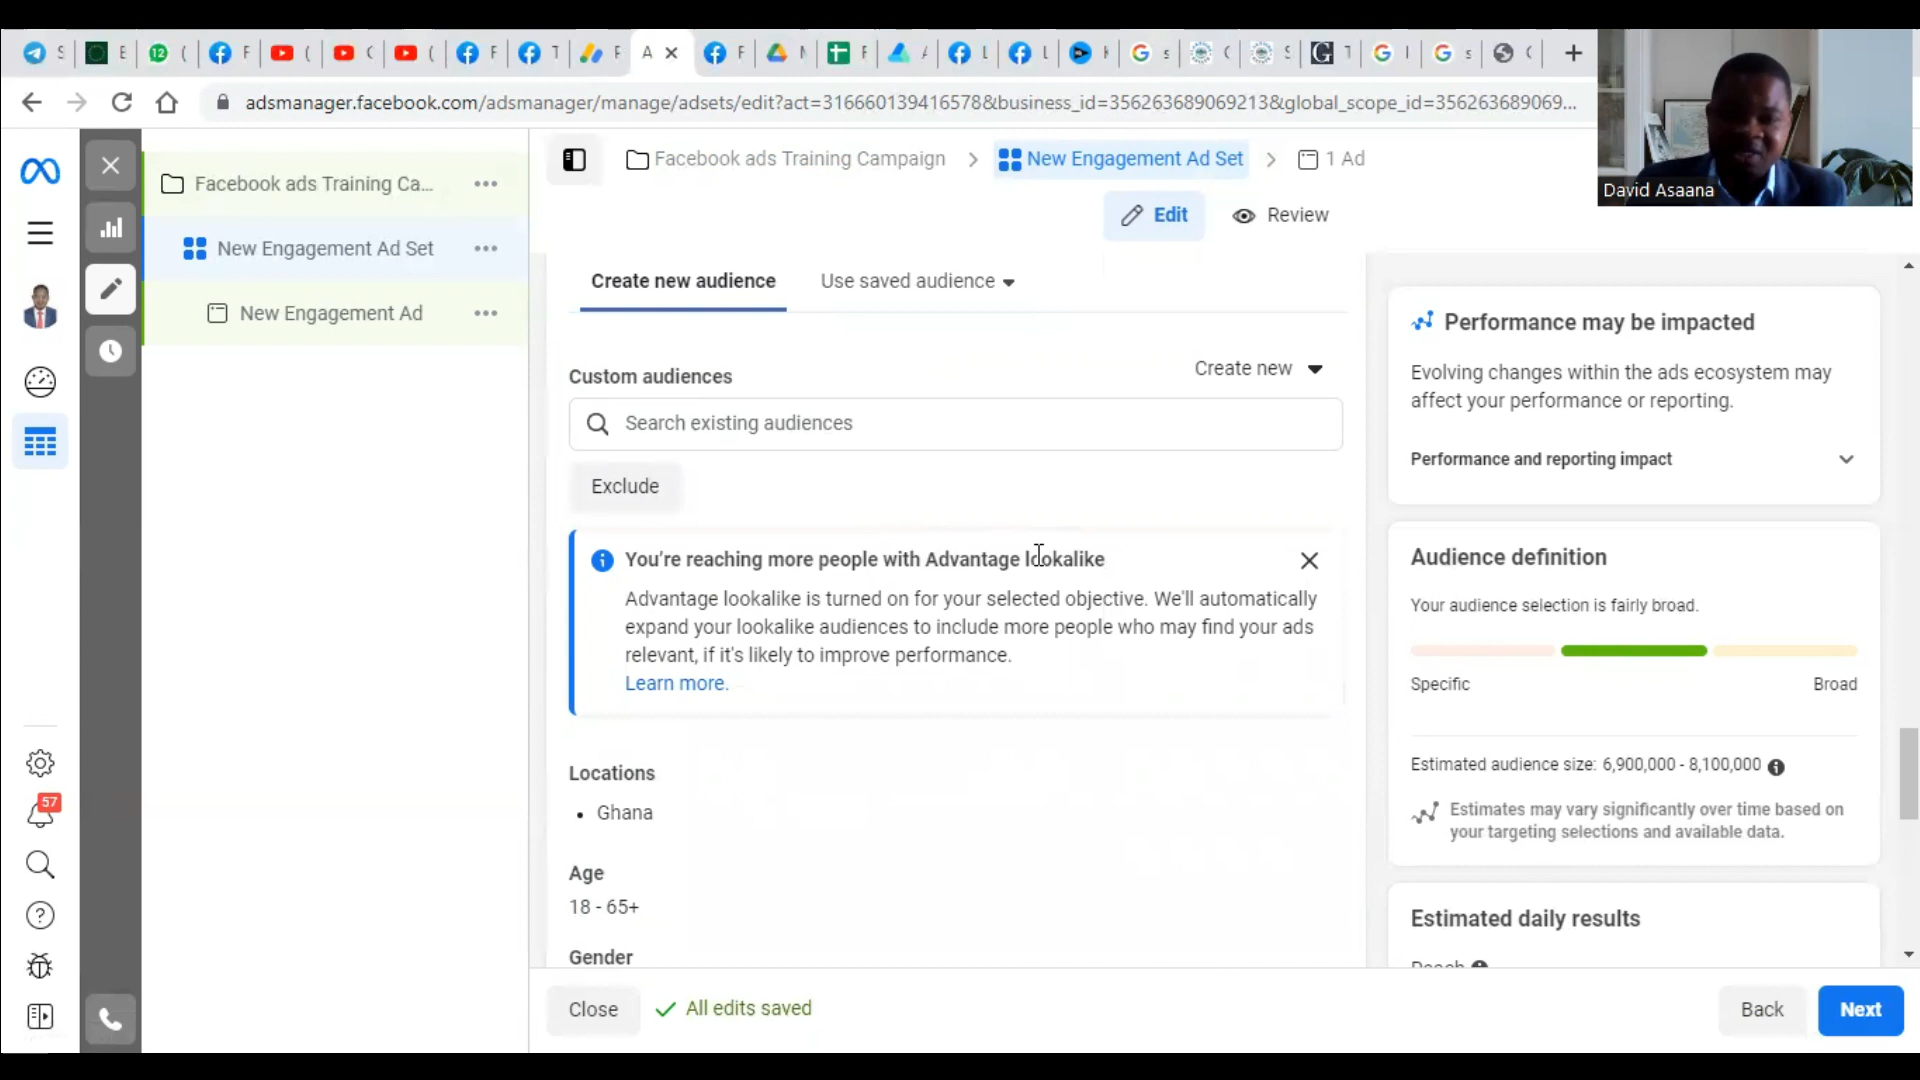 adsmanager.facebook.com/adsmanager/manage/adsets/edit?act=316660139416578&business_id=356263689069213&global_scope_id=356263689069...
David Asaana
Facebook ads Training Ca...
New Engagement Ad Set
New Engagement Ad
Facebook ads Training Campaign
New Engagement Ad Set
1 Ad
Edit
Review
Create new audience
Use saved audience
Custom audiences
Create new
Search existing audiences
Exclude
You're reaching more people with Advantage lookalike
Advantage lookalike is turned on for your selected objective. We'll automatically
expand your lookalike audiences to include more people who may find your ads
relevant, if it's likely to improve performance.
Learn more.
Locations
• Ghana
Age
18 - 65+
Gender
Close
All edits saved
Performance may be impacted
Evolving changes within the ads ecosystem may
affect your performance or reporting.
Performance and reporting impact
Audience definition
Your audience selection is fairly broad.
Specific
Broad
Estimated audience size: 6,900,000 - 8,100,000
Estimates may vary significantly over time based on
your targeting selections and available data.
Estimated daily results
Back
Next
57
12